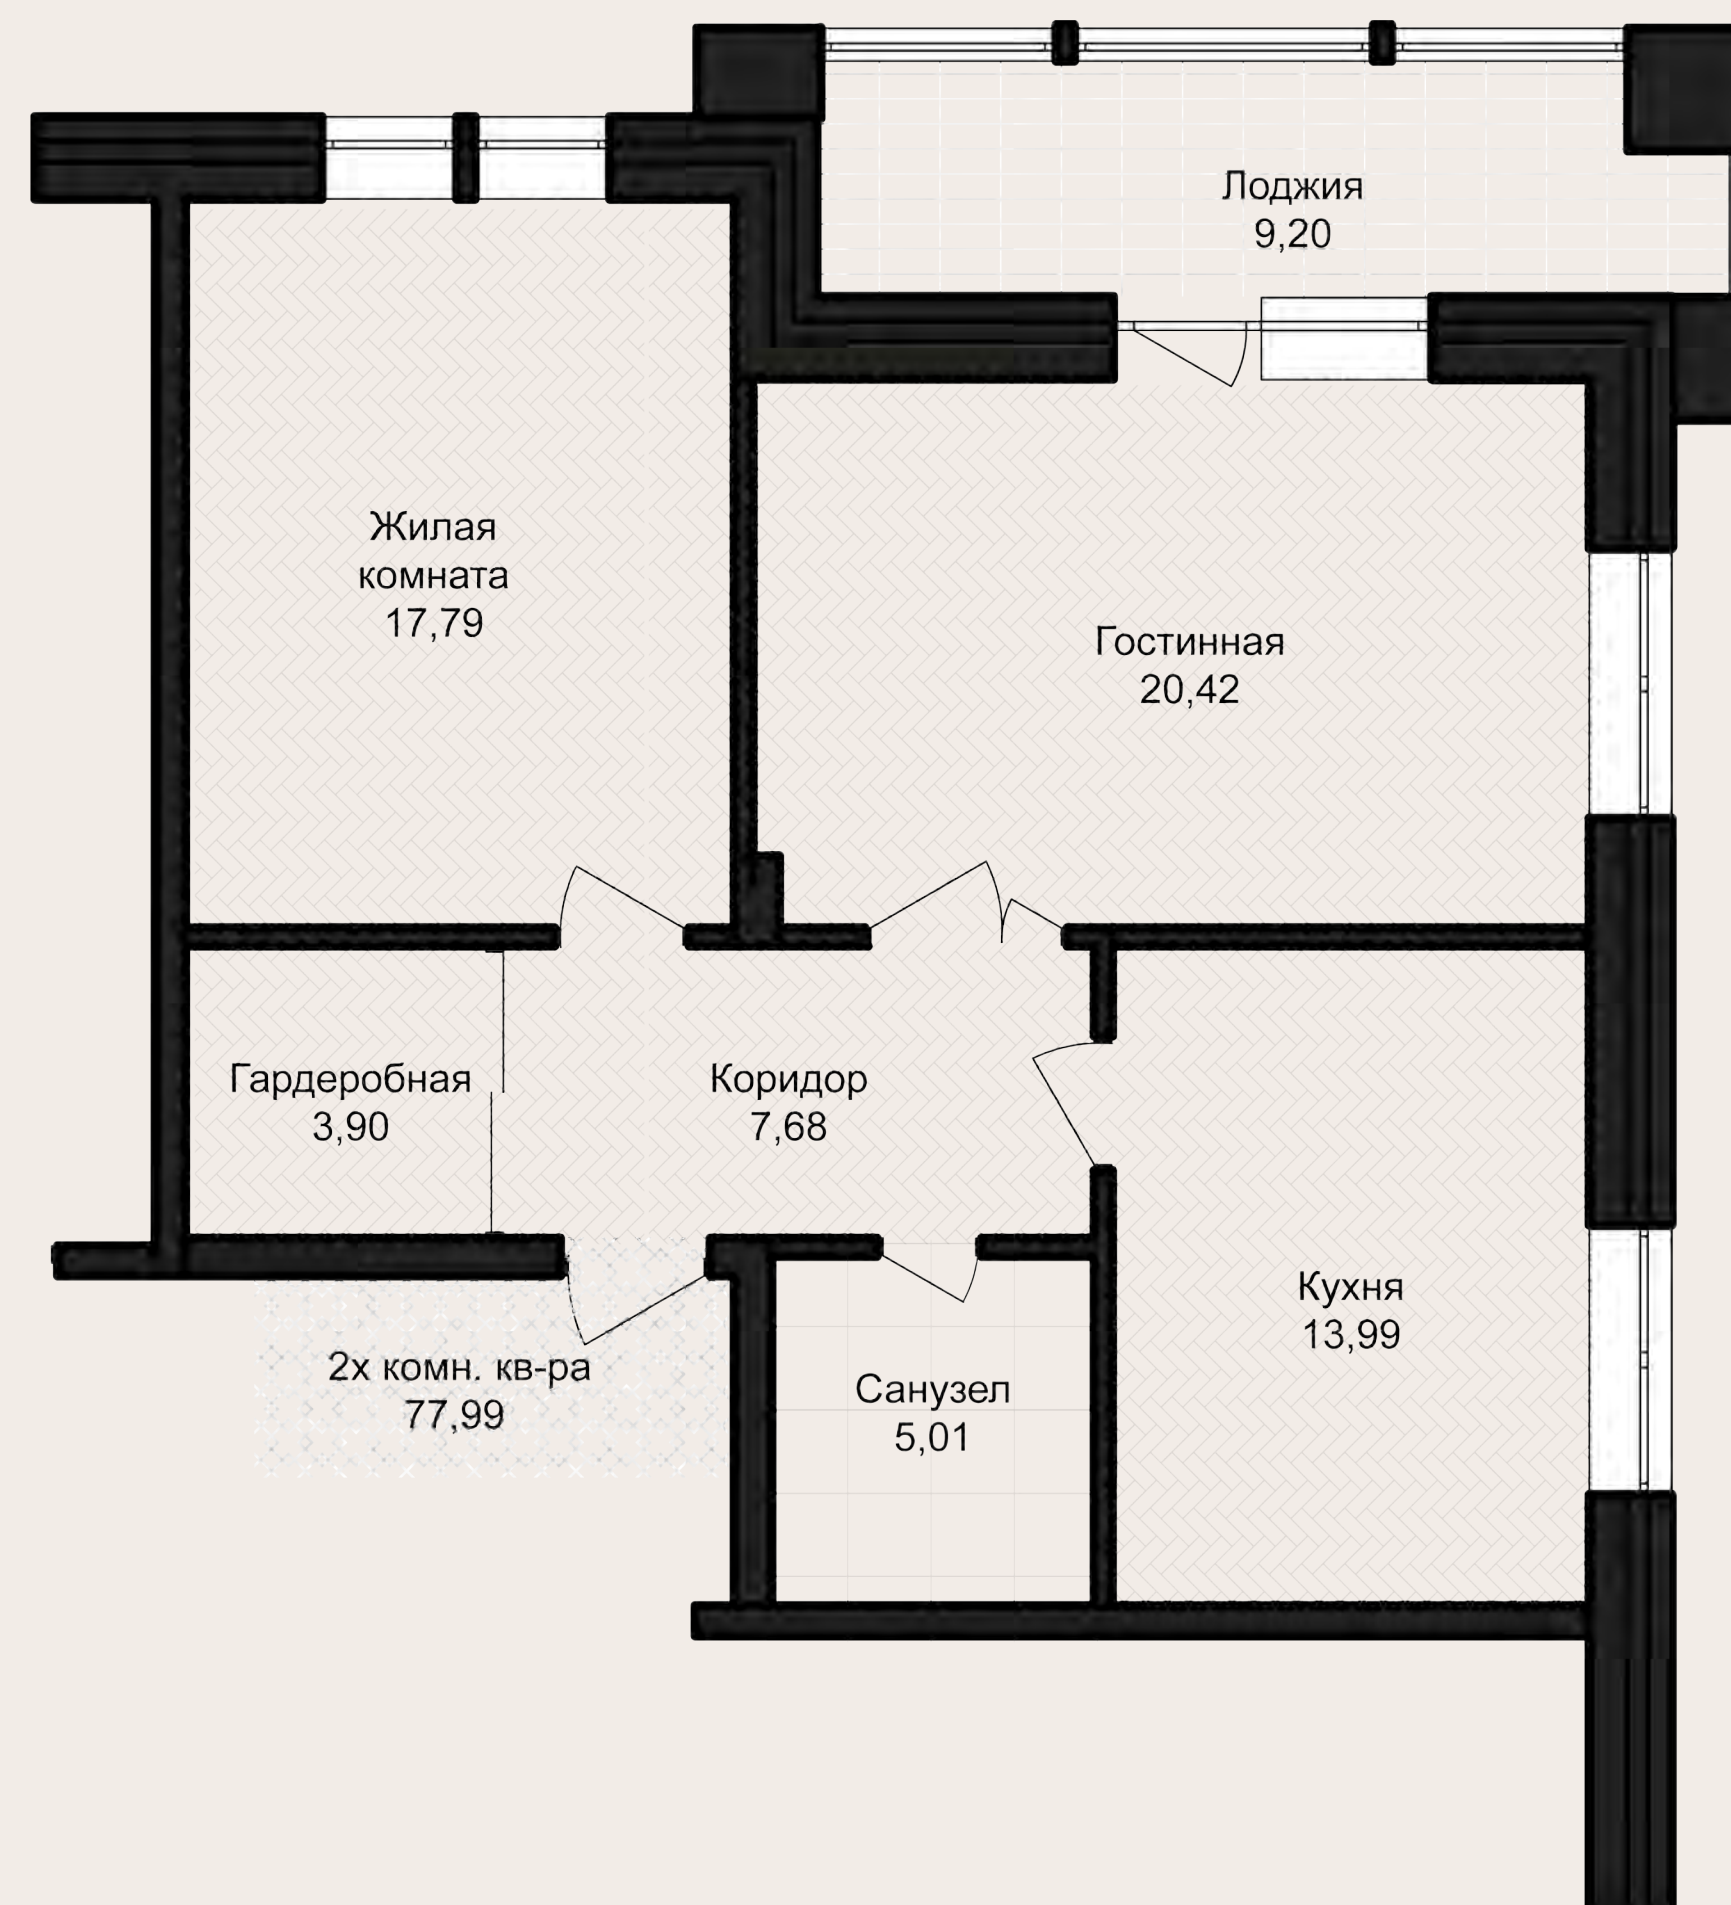 Лоджия
9,20
Жилая
комната
17,79
Гостинная
20,42
Гардеробная
3,90
Коридор
7,68
Кухня
13,99
2х комн. кв-ра
77,99
Санузел
5,01